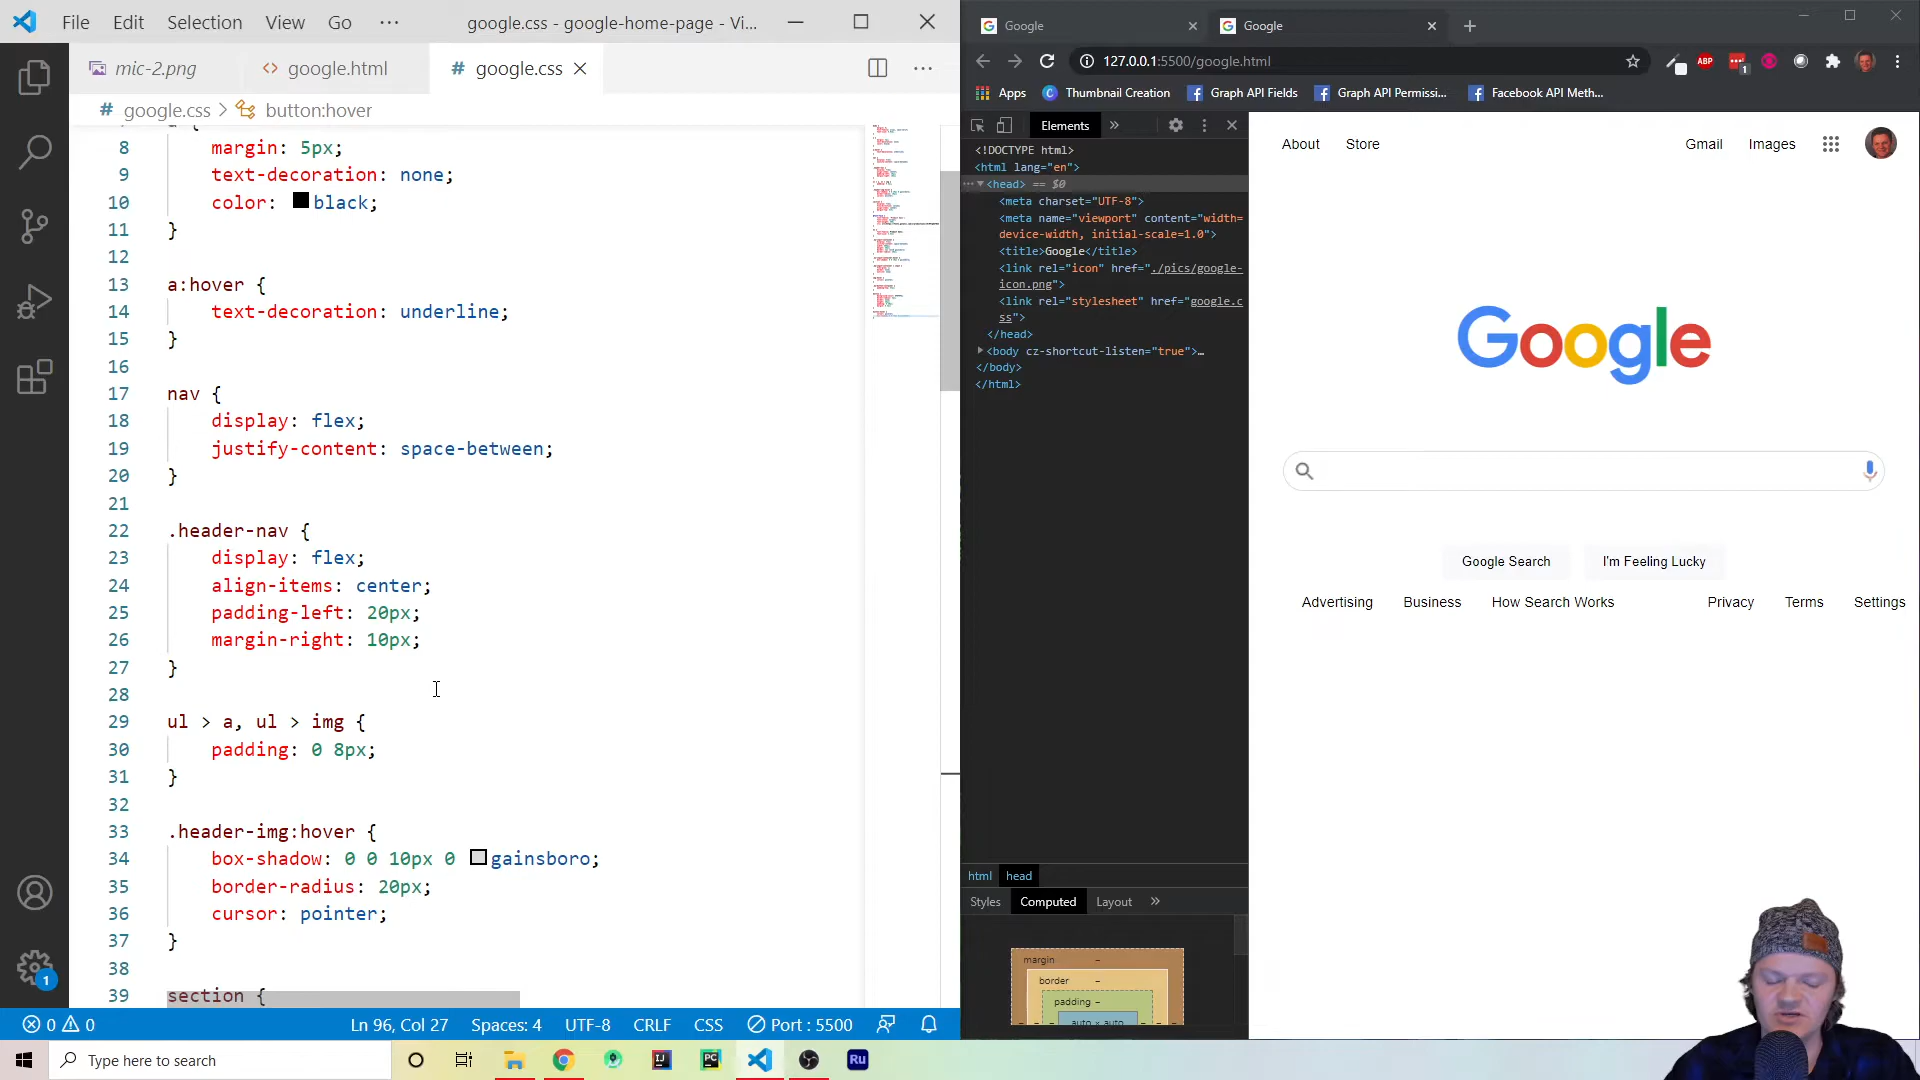 File Edit Selection View Go ···
google.css - google-home-page - Vi...
mic-2.png
<> google.html
# google.css
# google.css > button:hover
8 margin: 5px;
9 text-decoration: none;
10 color: black;
11 }
12
13 a:hover {
14 text-decoration: underline;
15 }
16
17 nav {
18 display: flex;
19 justify-content: space-between;
20 }
21
22 .header-nav {
23 display: flex;
24 align-items: center;
25 padding-left: 20px;
26 margin-right: 10px;
27 }
28
29 ul > a, ul > img {
30 padding: 0 8px;
31 }
32
33 .header-img:hover {
34 box-shadow: 0 0 10px 0 gainsboro;
35 border-radius: 20px;
36 cursor: pointer;
37 }
38
39 section {
1
0 0
Ln 96, Col 27
Spaces: 4
UTF-8
CRLF
CSS
Port : 5500
Type here to search
IJ
PC
Ru
Google
Google
127.0.0.1:5500/google.html
ABP
1
Apps
Thumbnail Creation
Graph API Fields
Graph API Permissi...
Facebook API Meth...
Elements »
<!DOCTYPE html>
<html lang="en">
<head> == $0
<meta charset="UTF-8">
<meta name="viewport" content="width=
device-width, initial-scale=1.0">
<title>Google</title>
<link rel="icon" href="./pics/google-
icon.png">
<link rel="stylesheet" href="google.c
ss">
</head>
<body cz-shortcut-listen="true">…
</body>
</html>
html head
Styles Computed Layout »
margin –
border –
padding –
auto × auto
About Store
Gmail Images
Google
Google Search
I'm Feeling Lucky
Advertising Business How Search Works
Privacy Terms Settings